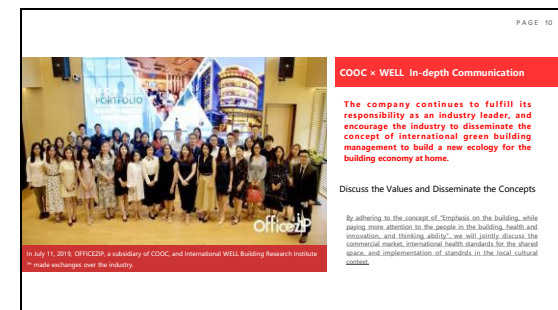 PAGE 10
PORTFOLIO
OfficeZIP
In July 11, 2019, OFFICEZIP, a subsidiary of COOC, and International WELL Building Research Institute
™ made exchanges over the industry.
COOC × WELL In-depth Communication
The company continues to fulfill its
responsibility as an industry leader, and
encourage the industry to disseminate the
concept of international green building
management to build a new ecology for the
building economy at home.
Discuss the Values and Disseminate the Concepts
By adhering to the concept of "Emphasis on the building, while
paying more attention to the people in the building, health and
innovation, and thinking ability", we will jointly discuss the
commercial market, international health standards for the shared
space, and implementation of standrds in the local cultural
context.